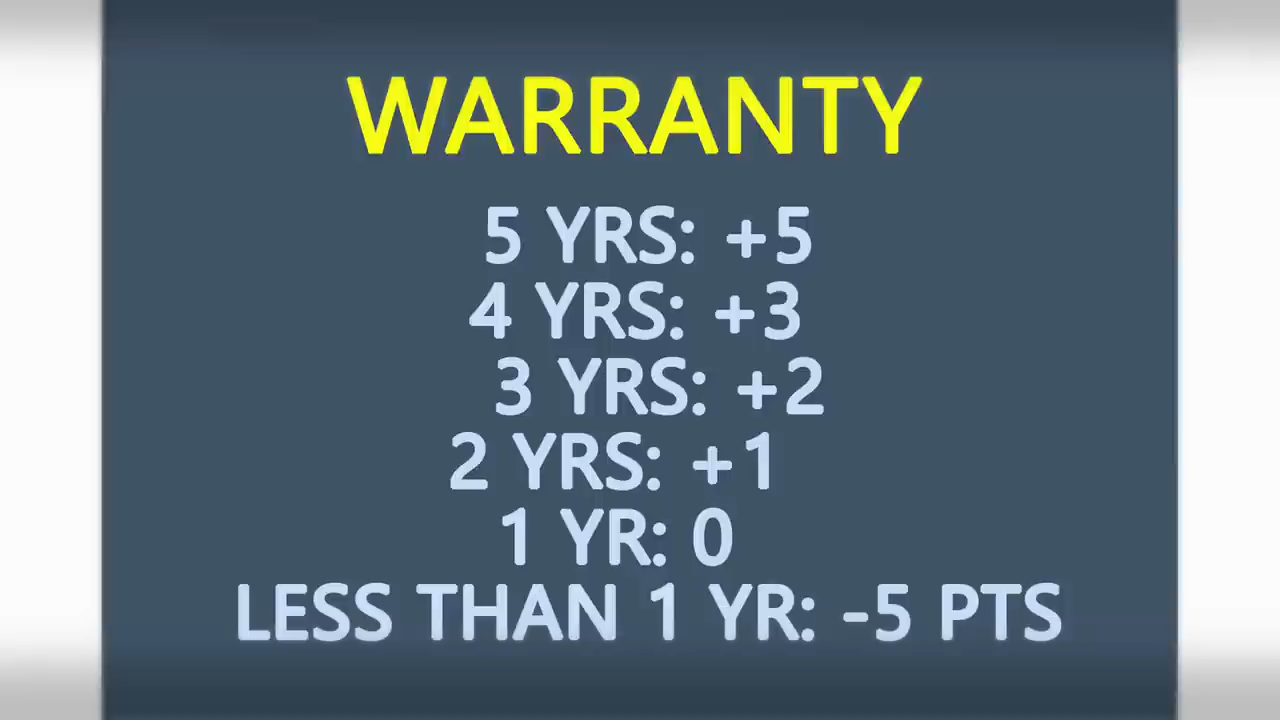 WARRANTY
5 YRS: +5
4 YRS: +3
3 YRS: +2
2 YRS: +1
1 YR: 0
LESS THAN 1 YR: -5 PTS